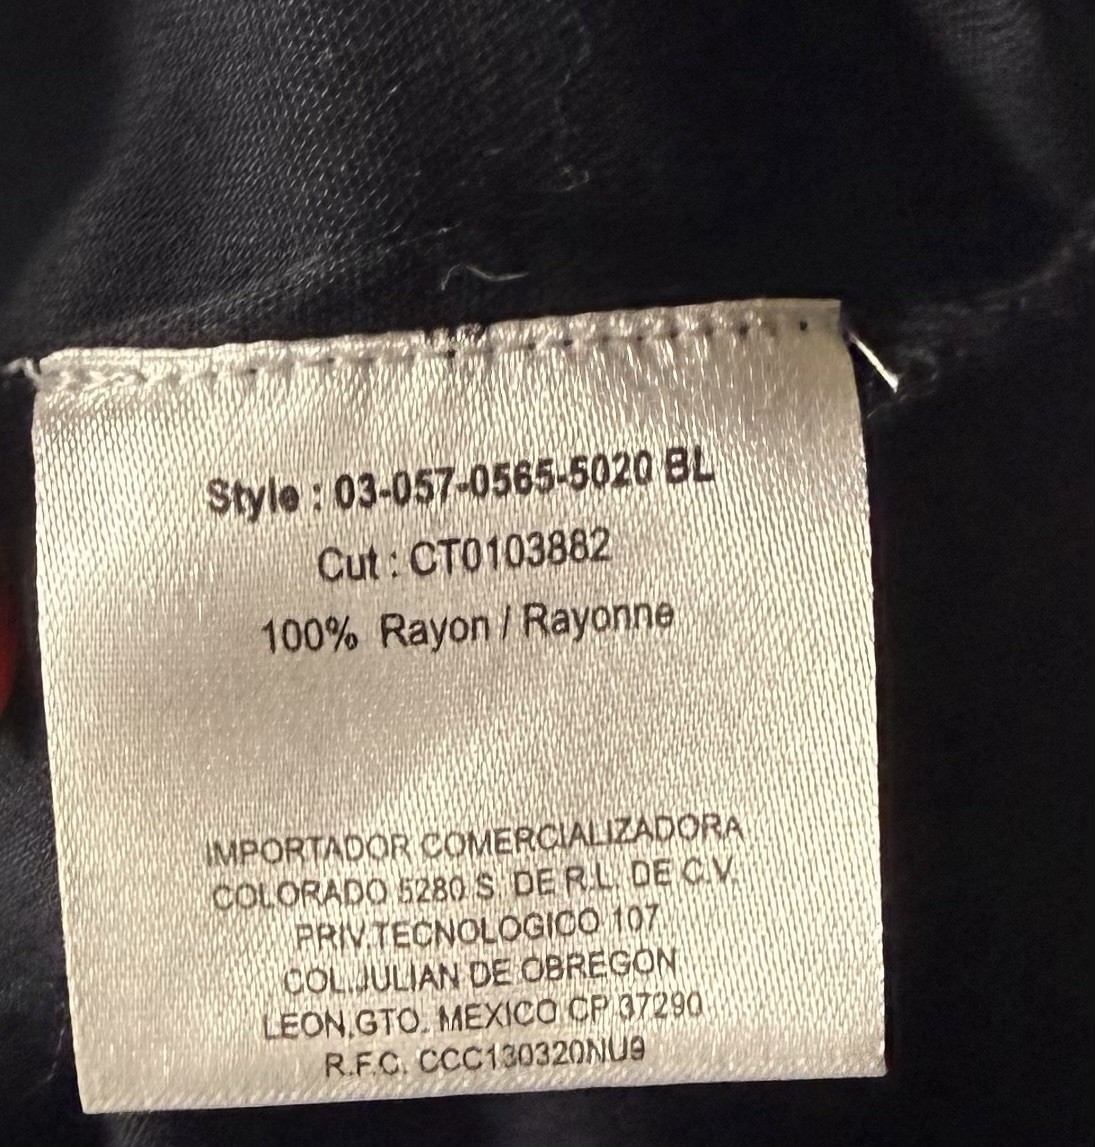 Style : 03-057-0565-5020 BL
Cut : CT0103882
100% Rayon / Rayonne
IMPORTADOR COMERCIALIZADORA
COLORADO 5280 S. DE R.L. DE C.V.
PRIV.TECNOLOGICO 107
COL.JULIAN DE OBREGON
LEON,GTO. MEXICO CP 37290
R.F.C. CCC130320NU9